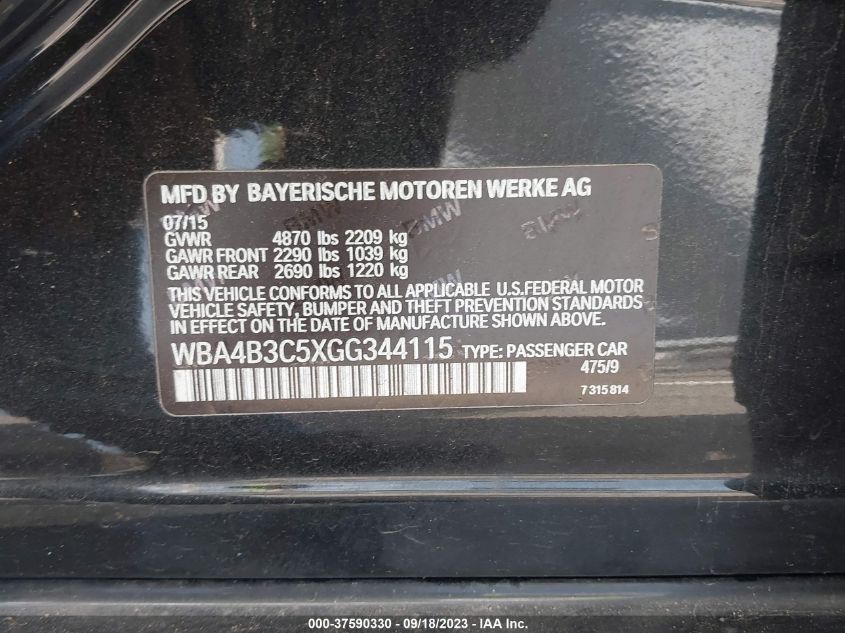 MFD BY BAYERISCHE MOTOREN WERKE AG
07/15
GVWR 4870 lbs 2209 kg
GAWR FRONT 2290 lbs 1039 kg
GAWR REAR 2690 lbs 1220 kg
THIS VEHICLE CONFORMS TO ALL APPLICABLE U.S.FEDERAL MOTOR
VEHICLE SAFETY, BUMPER AND THEFT PREVENTION STANDARDS
IN EFFECT ON THE DATE OF MANUFACTURE SHOWN ABOVE.
WBA4B3C5XGG344115 TYPE: PASSENGER CAR
475/9
7 315 814
000-37590330 - 09/18/2023 - IAA Inc.